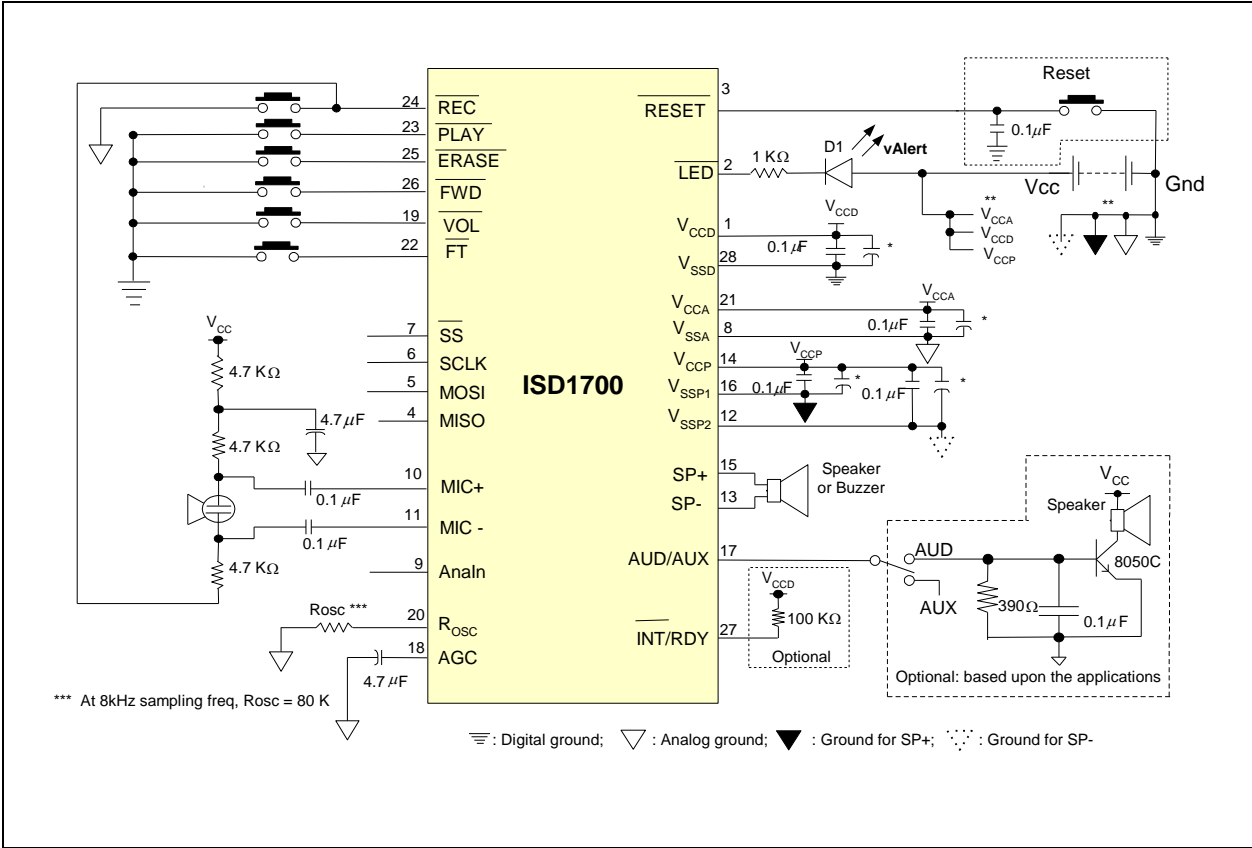 Reset
3
24 REC
RESET
0.1μF
23 PLAY
25 ERASE
D1
vAlert
1 KΩ
LED 2
26 FWD
Vcc
Gnd
19 VOL
22 FT
**
**
VCCA
VCCD
VCCP
VCCD
VCCD 1
0.1μF
*
VSSD 28
VCCA
VCCA 21
0.1μF
*
VSSA 8
VCC
7 SS
6 SCLK
5 MOSI
4 MISO
ISD1700
4.7 KΩ
4.7 μF
4.7 KΩ
VCCP 14
VCCP
VSSP1 16
0.1μF
*
0.1μF
*
VSSP2 12
10 MIC+
0.1 μF
11 MIC -
0.1 μF
4.7 KΩ
9 AnaIn
SP+ 15
SP- 13
Speaker
or Buzzer
VCC
Speaker
AUD/AUX 17
AUD
8050C
AUX
390Ω
0.1μF
Optional: based upon the applications
VCCD
100 KΩ
INT/RDY 27
Optional
Rosc ***
20 ROSC
18 AGC
4.7 μF
*** At 8kHz sampling freq, Rosc = 80 K
: Digital ground; : Analog ground; : Ground for SP+; : Ground for SP-